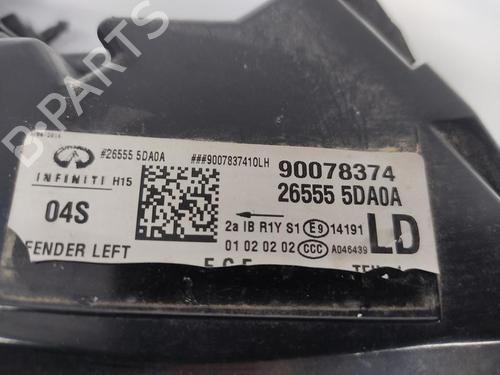 #26555 5DA0A
###9007837410LH
90078374
INFINITI H15
26555 5DA0A
04S
2a IB R1Y S1 E9 14191
LD
FENDER LEFT
01 02 02 02 CCC A046439
B-PARTS